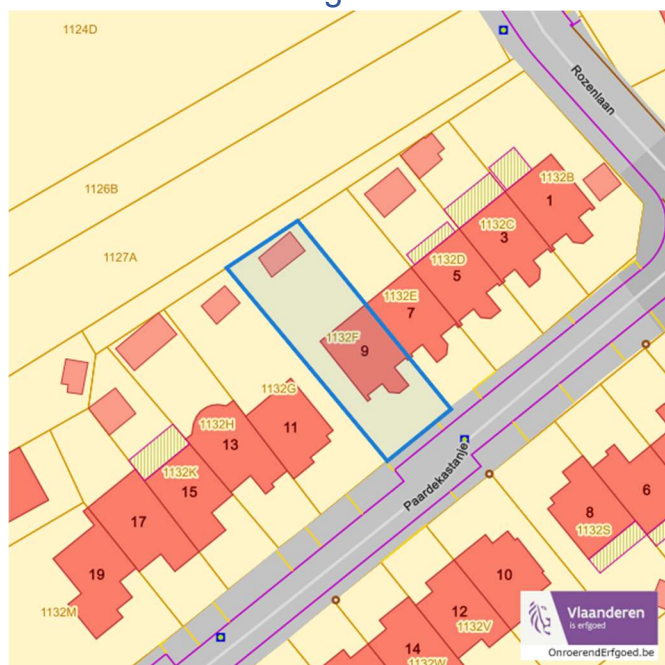 g
1124D
Rozenlaan
1126B
1132B
1
1132C
3
1127A
1132D
5
1132E
7
1132F
9
1132G
11
1132H
13
1132K
15
17
19
1132M
Paardekastanje
6
8
1132S
10
12
1132V
14
1132W
Vlaanderen
is erfgoed
OnroerendErfgoed.be